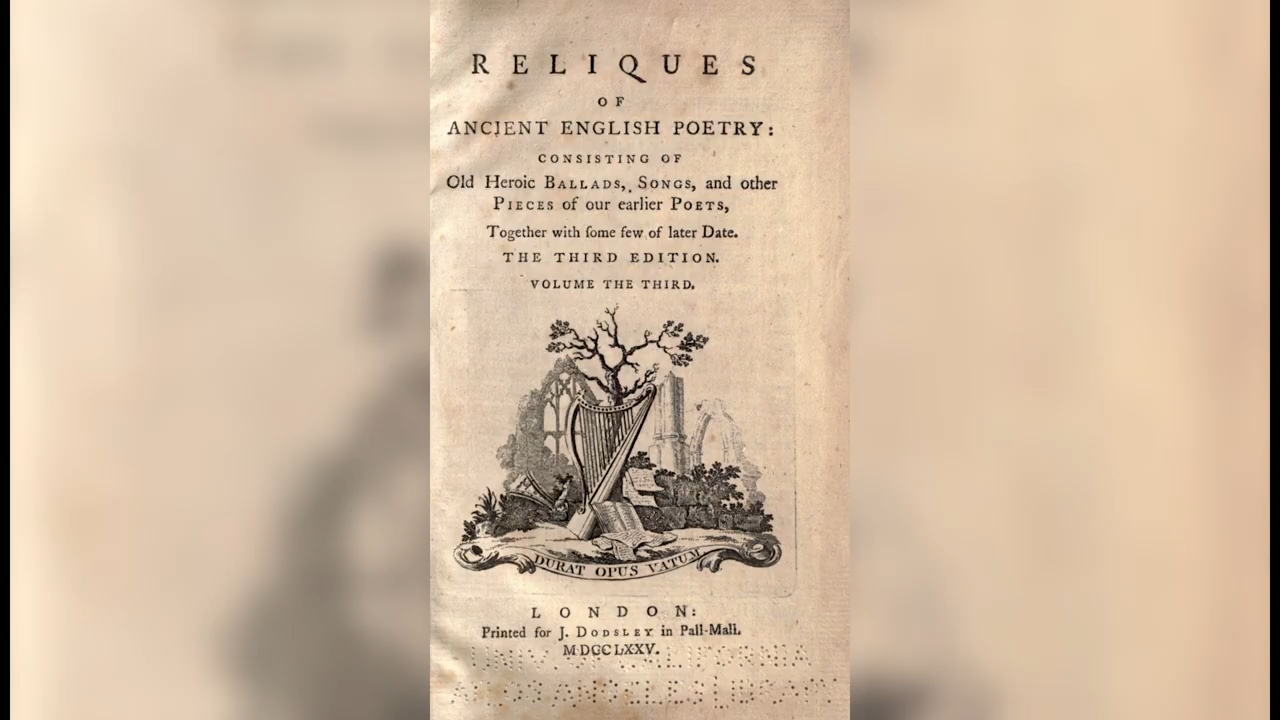 RELIQUES
OF
ANCIENT ENGLISH POETRY:
CONSISTING OF
Old Heroic BALLADS, SONGS, and other
PIECES of our earlier POETS,
Together with ſome few of later Date.
THE THIRD EDITION.
VOLUME THE THIRD.
DURAT OPUS VATUM
LONDON:
Printed for J. DODSLEY in Pall-Mall.
MDCCLXXV.